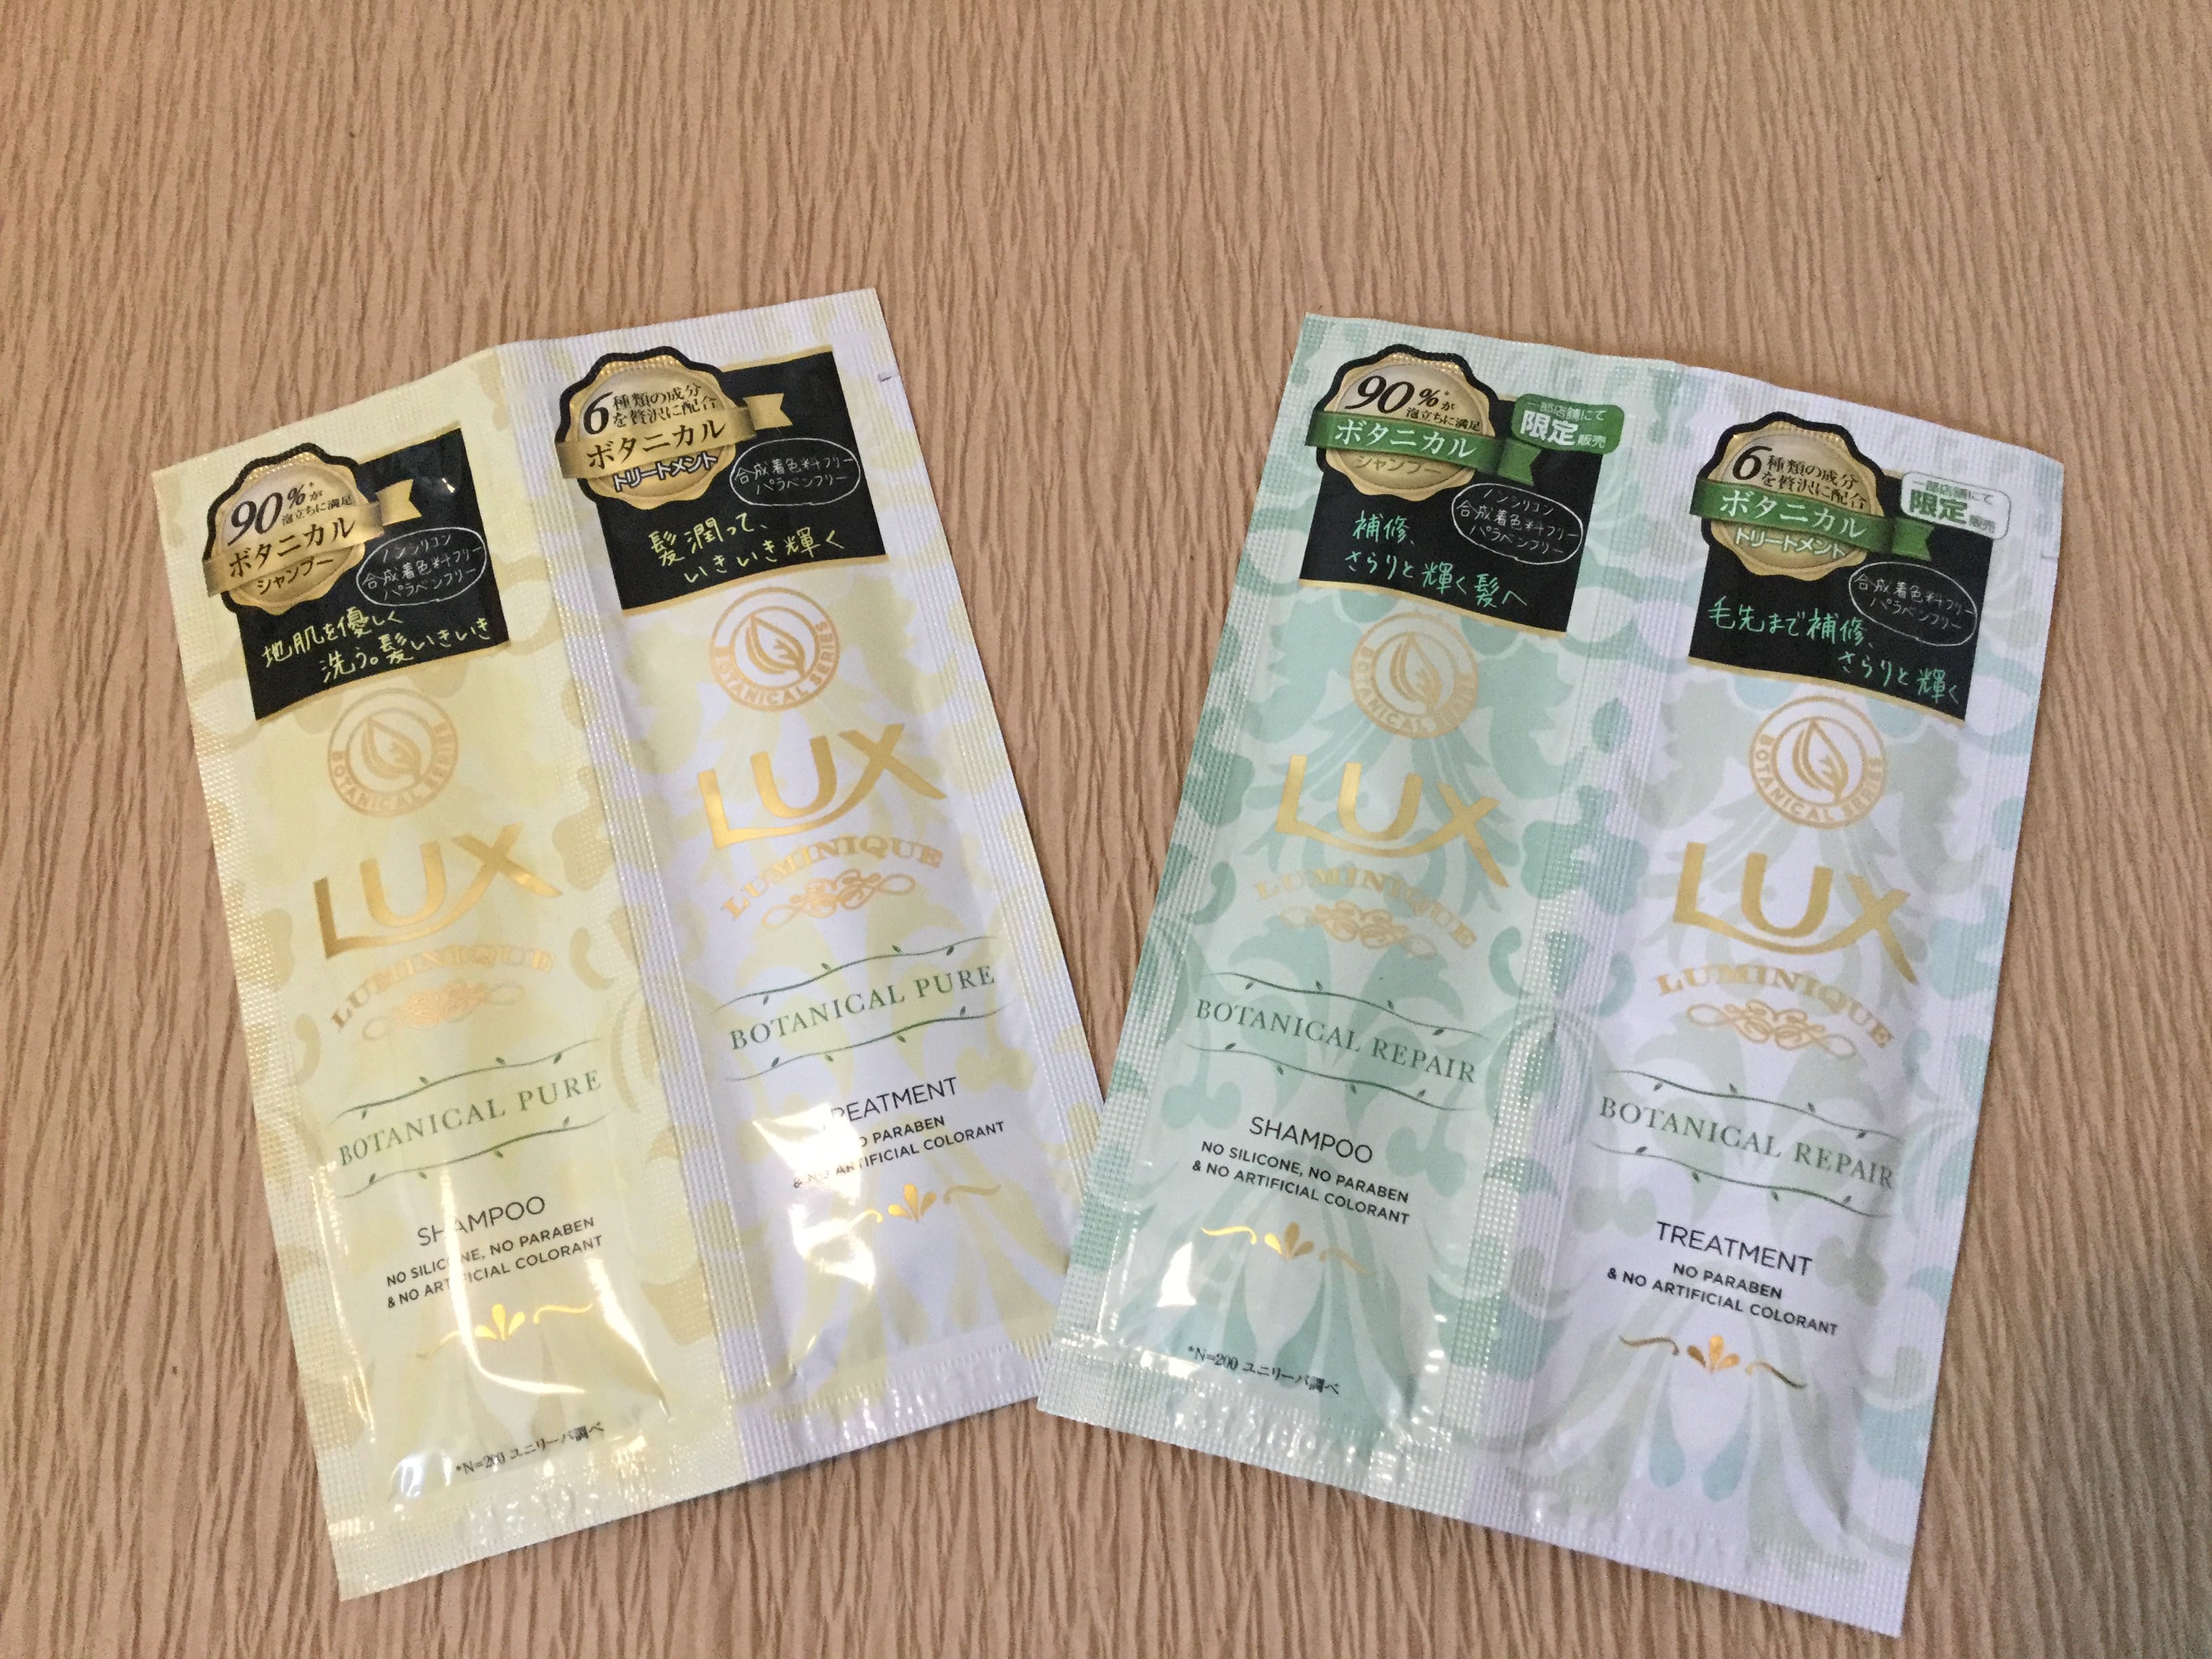 90%*が
泡立ちに満足
ボタニカル
シャンプー
ノンシリコン
合成着色料フリー
パラベンフリー
地肌を優しく
洗う。髪いきいき
BOTANICAL SERIES
LUX
LUMINIQUE
BOTANICAL PURE
SHAMPOO
NO SILICONE, NO PARABEN
& NO ARTIFICIAL COLORANT
*N=200 ユニリーバ調べ
6種類の成分
を贅沢に配合
ボタニカル
トリートメント
合成着色料フリー
パラベンフリー
髪潤って、
いきいき輝く
BOTANICAL SERIES
LUX
LUMINIQUE
BOTANICAL PURE
TREATMENT
NO PARABEN
& NO ARTIFICIAL COLORANT
90%*が
泡立ちに満足
ボタニカル
シャンプー
一部店舗にて
限定販売
ノンシリコン
合成着色料フリー
パラベンフリー
補修、
さらりと輝く髪へ
BOTANICAL SERIES
LUX
LUMINIQUE
BOTANICAL REPAIR
SHAMPOO
NO SILICONE, NO PARABEN
& NO ARTIFICIAL COLORANT
*N=200 ユニリーバ調べ
6種類の成分
を贅沢に配合
ボタニカル
トリートメント
一部店舗にて
限定販売
合成着色料フリー
パラベンフリー
毛先まで補修、
さらりと輝く
BOTANICAL SERIES
LUX
LUMINIQUE
BOTANICAL REPAIR
TREATMENT
NO PARABEN
& NO ARTIFICIAL COLORANT